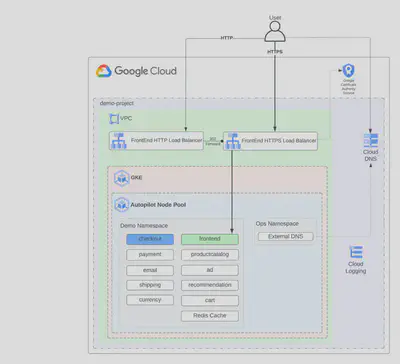 User
HTTP
HTTPS
Google Cloud
Google
Certificate
Authority
Service
demo-project
VPC
FrontEnd HTTP Load Balancer
FrontEnd HTTPS Load Balancer
Cloud
DNS
GKE
Autopilot Node Pool
Demo Namespace
Ops Namespace
checkout
frontend
External DNS
payment
productcatalog
email
ad
shipping
recommendation
currency
cart
Redis Cache
Cloud
Logging